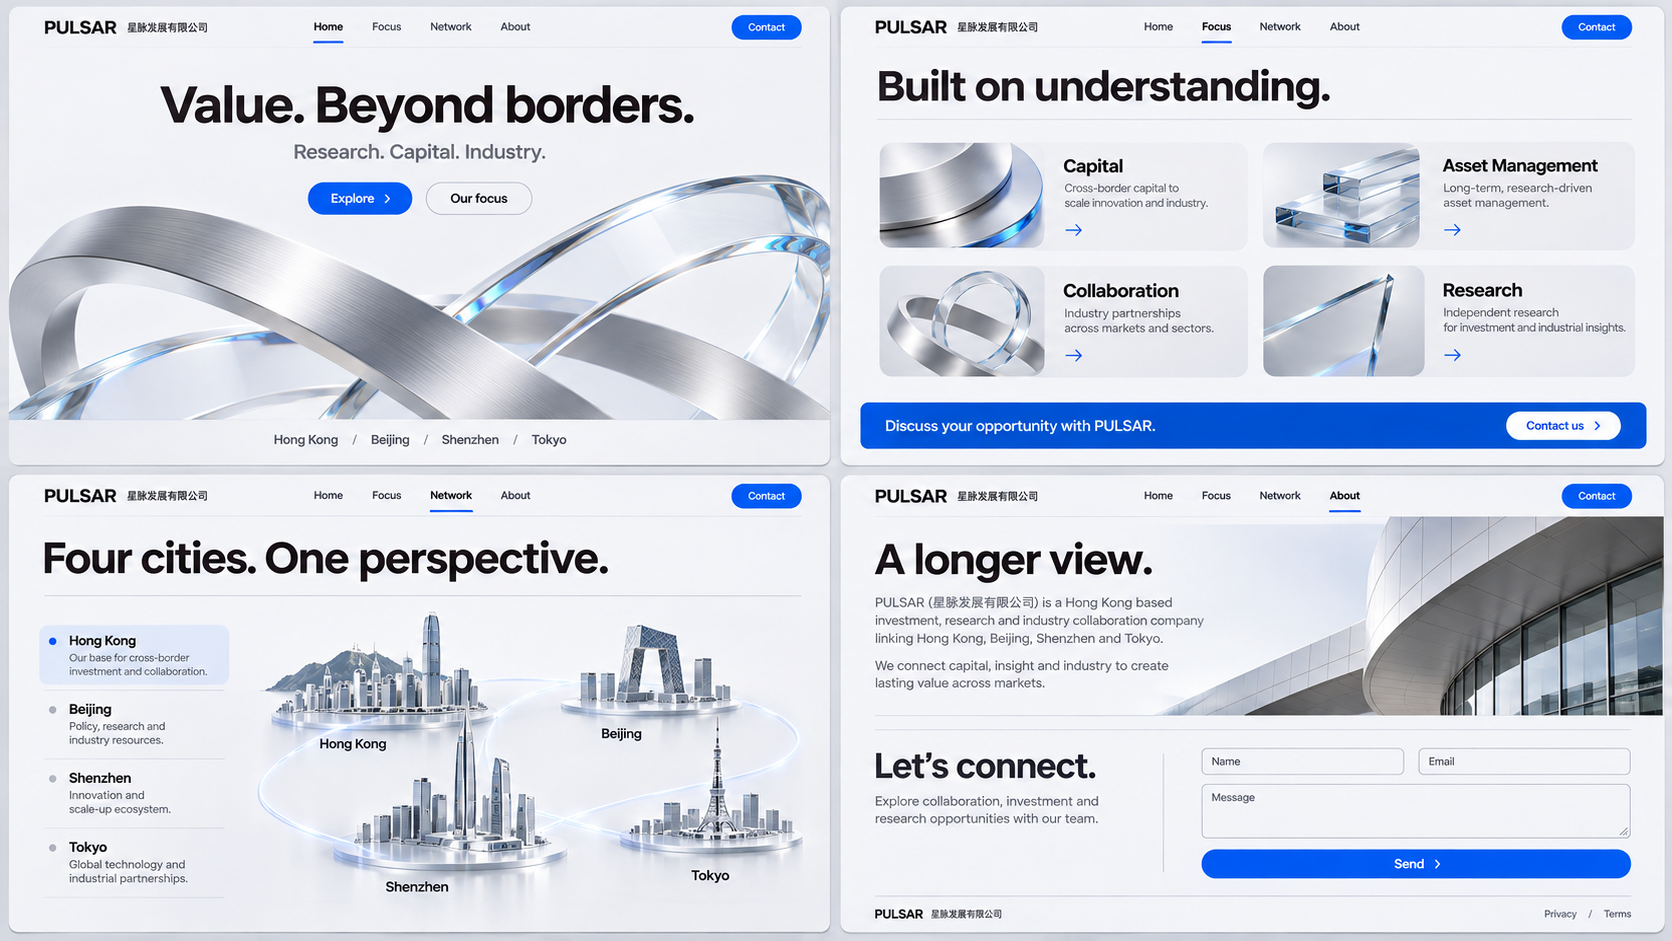 PULSAR 星脉发展有限公司 Home Focus Network About Contact
Value. Beyond borders.
Research. Capital. Industry.
Explore Our focus
Hong Kong / Beijing / Shenzhen / Tokyo
PULSAR 星脉发展有限公司 Home Focus Network About Contact
Built on understanding.
Capital
Cross-border capital to
scale innovation and industry.
Asset Management
Long-term, research-driven
asset management.
Collaboration
Industry partnerships
across markets and sectors.
Research
Independent research
for investment and industrial insights.
Discuss your opportunity with PULSAR.
Contact us
PULSAR 星脉发展有限公司 Home Focus Network About Contact
Four cities. One perspective.
Hong Kong
Our base for cross-border
investment and collaboration.
Beijing
Policy, research and
industry resources.
Shenzhen
Innovation and
scale-up ecosystem.
Tokyo
Global technology and
industrial partnerships.
Hong Kong
Beijing
Shenzhen
Tokyo
PULSAR 星脉发展有限公司 Home Focus Network About Contact
A longer view.
PULSAR (星脉发展有限公司) is a Hong Kong based
investment, research and industry collaboration company
linking Hong Kong, Beijing, Shenzhen and Tokyo.
We connect capital, insight and industry to create
lasting value across markets.
Let's connect.
Explore collaboration, investment and
research opportunities with our team.
Name
Email
Message
Send
PULSAR 星脉发展有限公司
Privacy / Terms